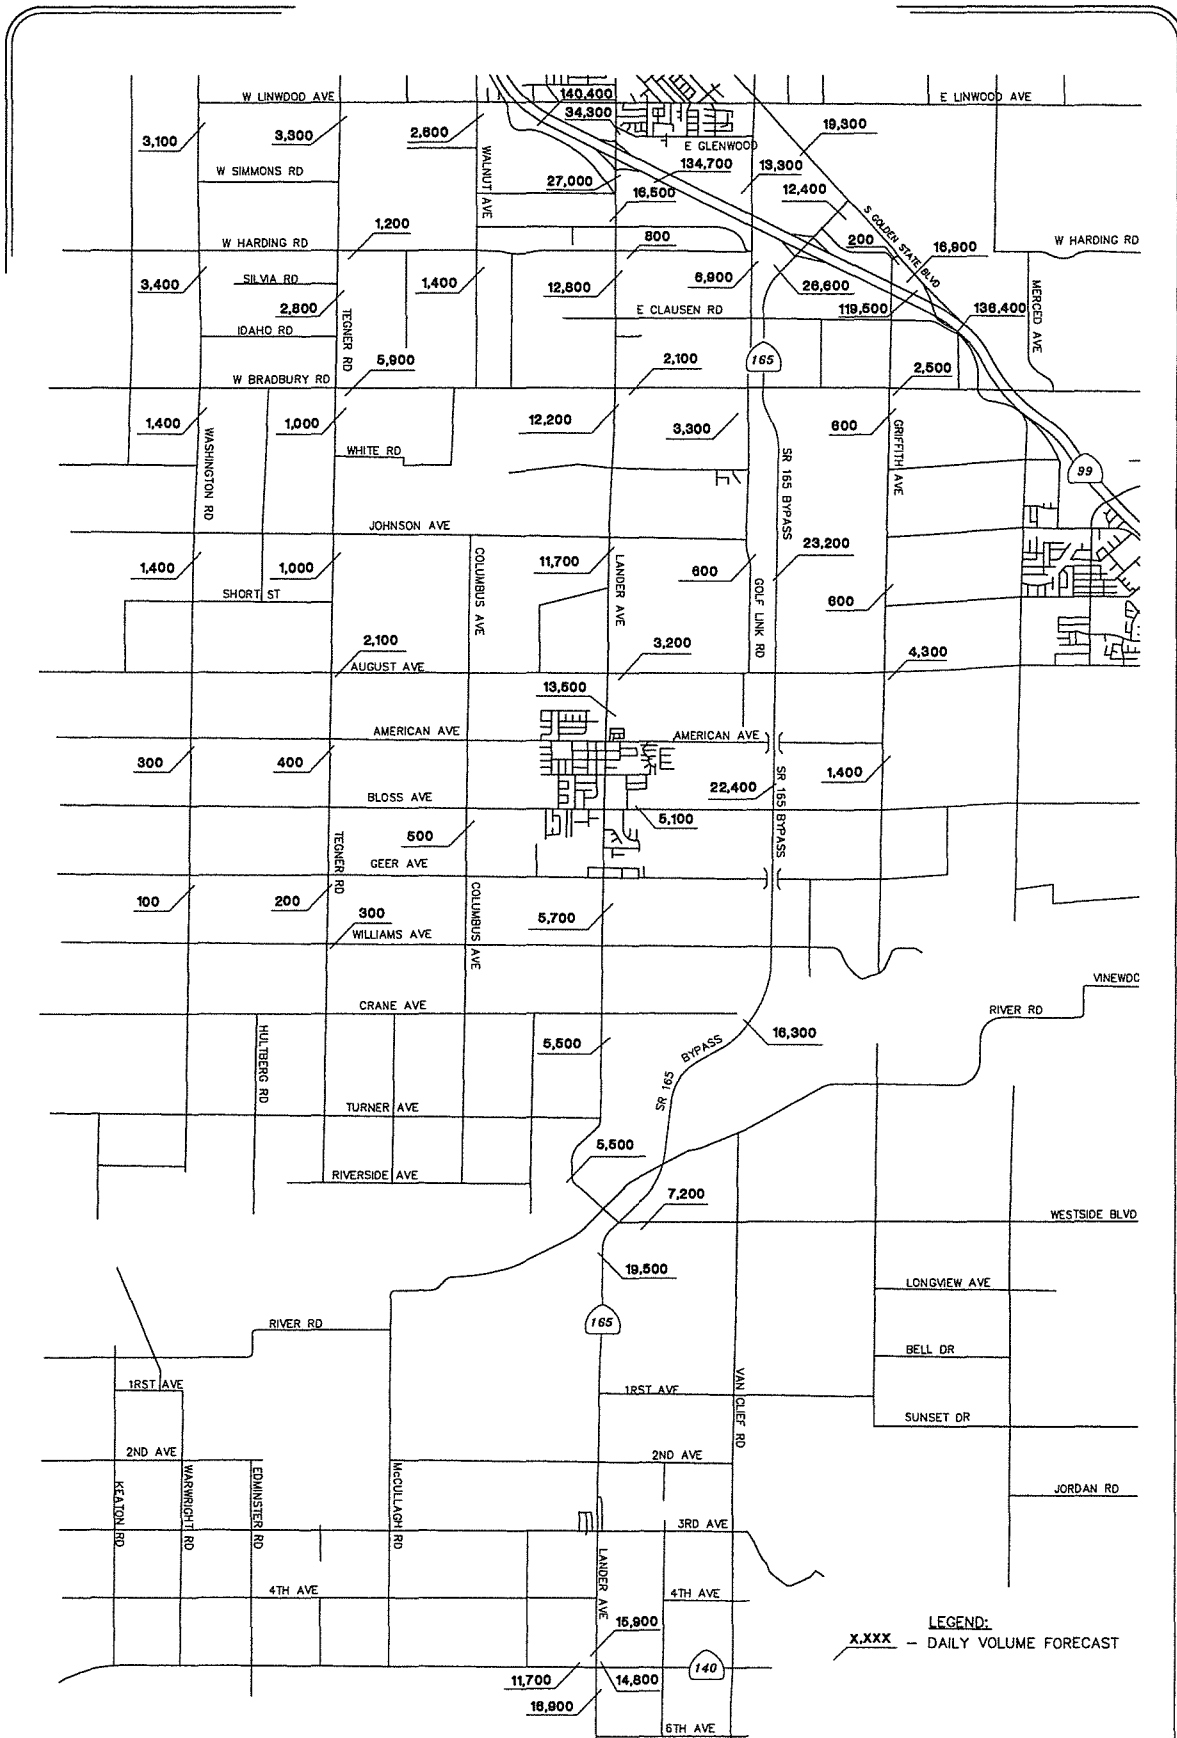 W LINWOOD AVE
140,400
E LINWOOD AVE
34,300
3,100
3,300
2,600
19,300
E GLENWOOD
134,700
13,300
W SIMMONS RD
WALNUT AVE
27,000
16,500
12,400
S GOLDEN STATE BLVD
1,200
800
200
16,900
W HARDING RD
W HARDING RD
3,400
SILVIA RD
1,400
12,800
6,900
26,600
119,500
MERCED AVE
2,800
TEGNER RD
E CLAUSEN RD
136,400
IDAHO RD
5,900
2,100
165
2,500
W BRADBURY RD
1,400
1,000
12,200
3,300
600
WASHINGTON RD
WHITE RD
SR 165 BYPASS
GRIFFITH AVE
99
JOHNSON AVE
1,400
1,000
COLUMBUS AVE
11,700
LANDER AVE
600
GOLF LINK RD
23,200
600
SHORT ST
2,100
AUGUST AVE
3,200
4,300
13,500
AMERICAN AVE
AMERICAN AVE
300
400
22,400
SR 165 BYPASS
1,400
BLOSS AVE
5,100
500
TEGNER RD
GEER AVE
100
200
COLUMBUS AVE
5,700
300
WILLIAMS AVE
VINEWDC
CRANE AVE
RIVER RD
HULTBERG RD
5,500
16,300
SR 165 BYPASS
TURNER AVE
5,500
RIVERSIDE AVE
7,200
WESTSIDE BLVD
19,500
LONGVIEW AVE
RIVER RD
165
BELL DR
1RST AVE
1RST AVE
VAN CLIEF RD
SUNSET DR
2ND AVE
2ND AVE
KEATON RD
WARWRIGHT RD
EDMINSTER RD
McCULLAGH RD
JORDAN RD
3RD AVE
LANDER AVE
4TH AVE
4TH AVE
15,900
LEGEND:
X,XXX – DAILY VOLUME FORECAST
11,700
14,800
140
16,900
6TH AVE